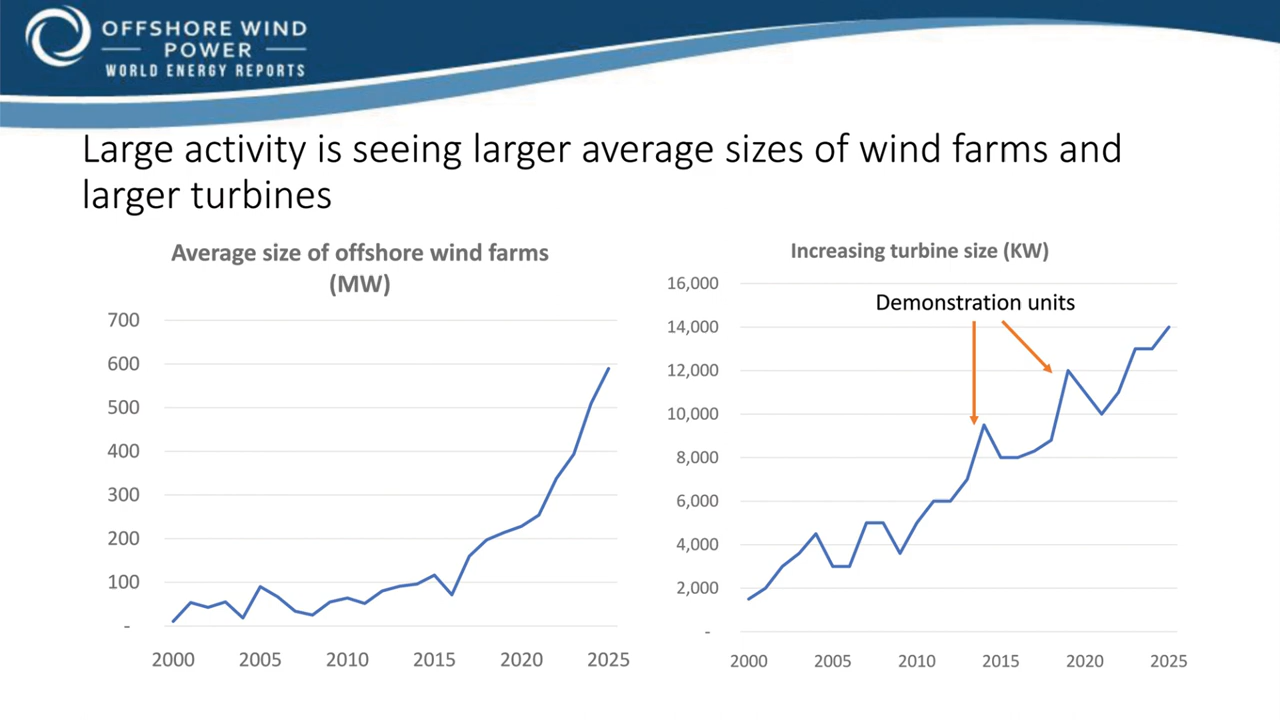 OFFSHORE WIND
POWER
WORLD ENERGY REPORTS
Large activity is seeing larger average sizes of wind farms and
larger turbines
Average size of offshore wind farms
(MW)
700
600
500
400
300
200
100
-
2000 2005 2010 2015 2020 2025
Increasing turbine size (KW)
16,000
Demonstration units
14,000
12,000
10,000
8,000
6,000
4,000
2,000
-
2000 2005 2010 2015 2020 2025